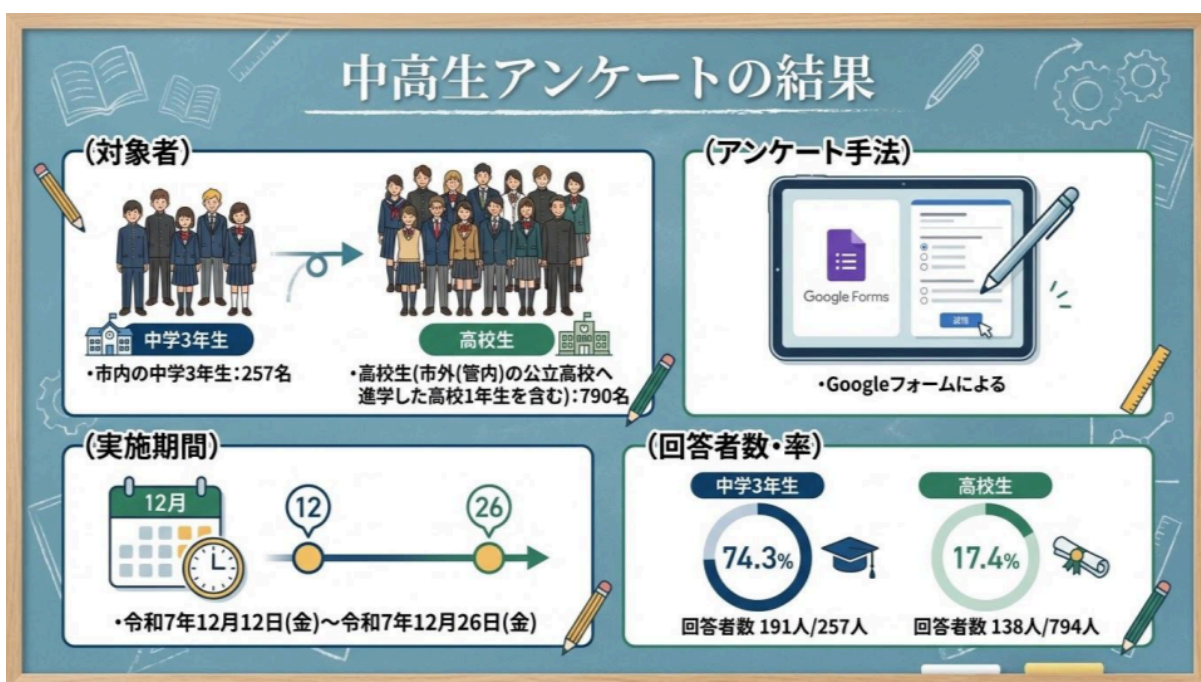 中高生アンケートの結果
(対象者)
中学3年生
・市内の中学3年生:257名
高校生
・高校生(市外(管内)の公立高校へ
進学した高校1年生を含む):790名
(アンケート手法)
Google Forms
送信
・Googleフォームによる
(実施期間)
12月
12
26
・令和7年12月12日(金)～令和7年12月26日(金)
(回答者数・率)
中学3年生
74.3%
回答者数 191人/257人
高校生
17.4%
回答者数 138人/794人